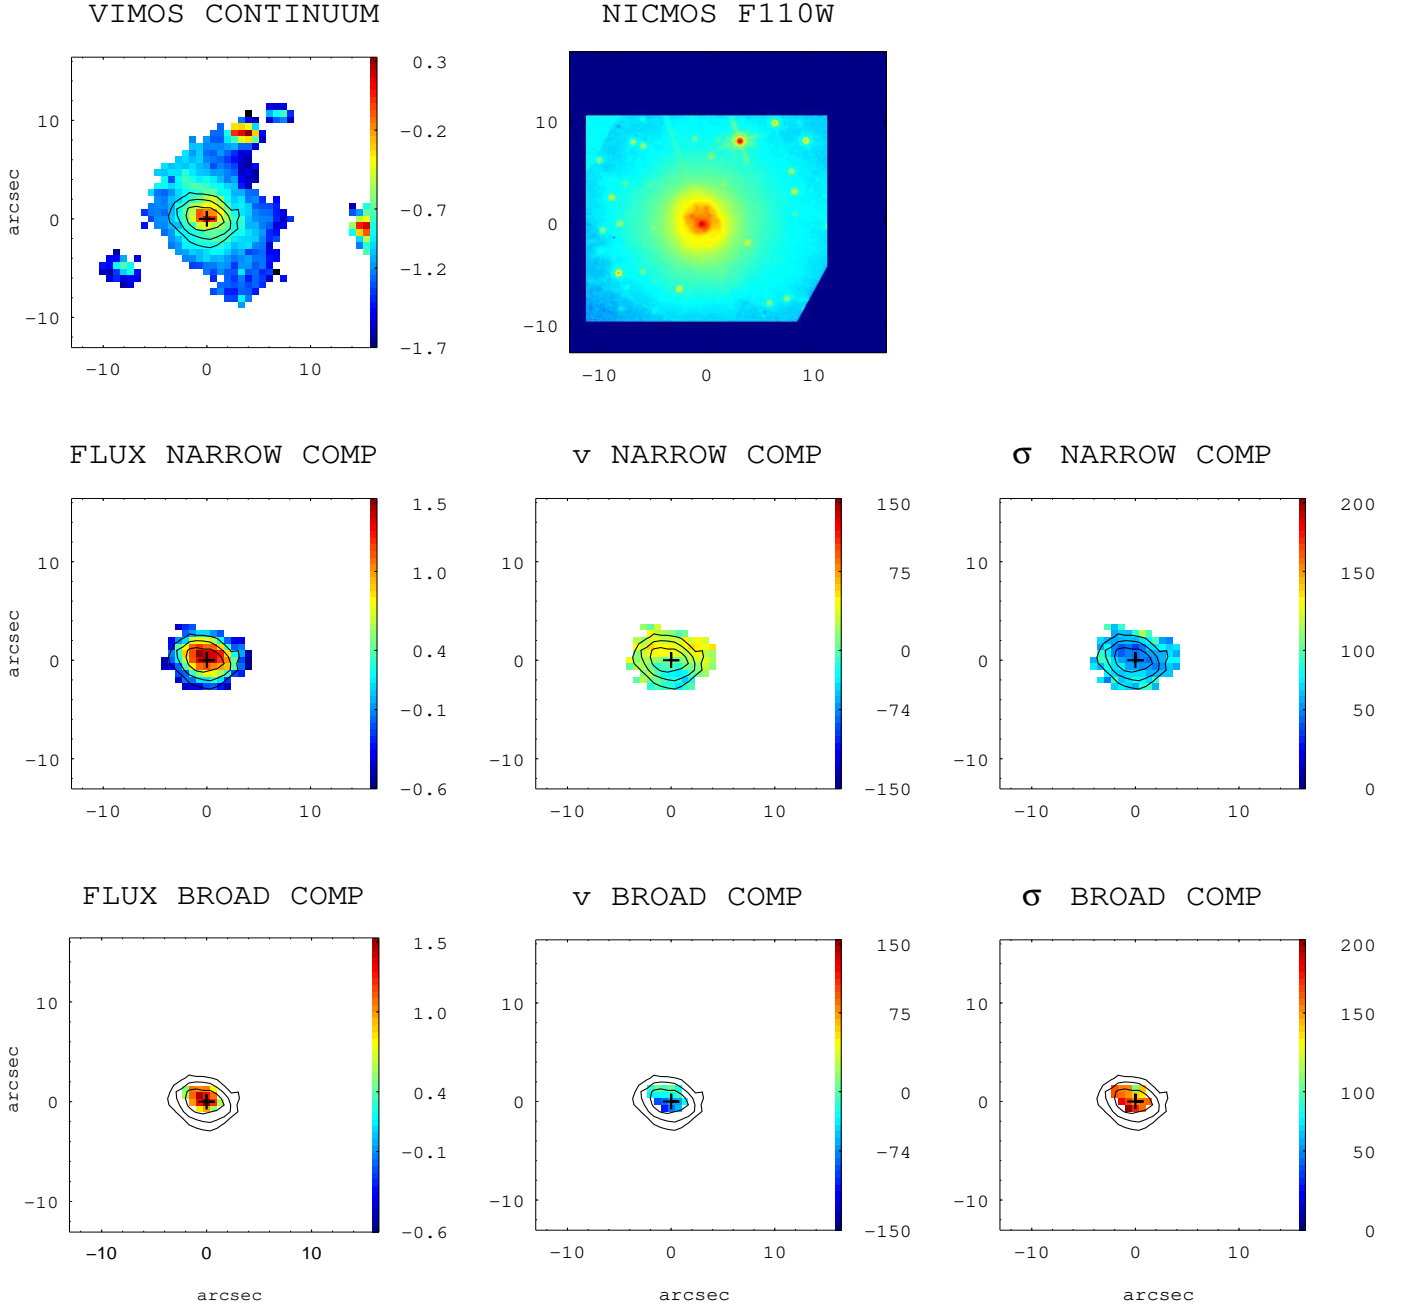 VIMOS CONTINUUM
NICMOS F110W
arcsec
10
0
−10
−10 0 10
0.3
−0.2
−0.7
−1.2
−1.7
10
0
−10
−10 0 10
FLUX NARROW COMP
v NARROW COMP
σ NARROW COMP
arcsec
10
0
−10
−10 0 10
1.5
1.0
0.4
−0.1
−0.6
10
0
−10
−10 0 10
150
75
0
−74
−150
10
0
−10
−10 0 10
200
150
100
50
0
FLUX BROAD COMP
v BROAD COMP
σ BROAD COMP
arcsec
10
0
−10
−10 0 10
arcsec
1.5
1.0
0.4
−0.1
−0.6
10
0
−10
−10 0 10
arcsec
150
75
0
−74
−150
10
0
−10
−10 0 10
arcsec
200
150
100
50
0